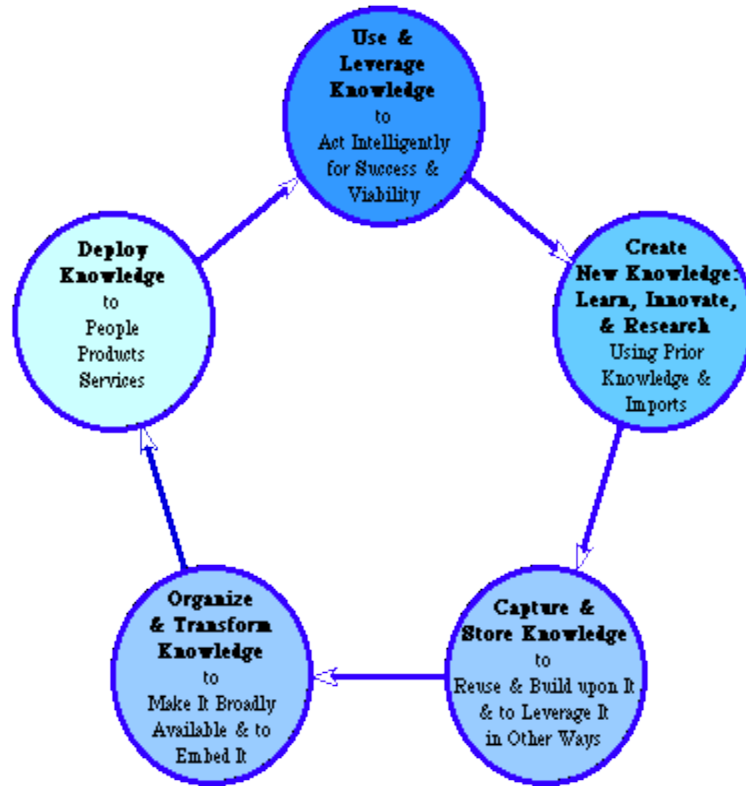 Use &
Leverage
Knowledge
to
Act Intelligently
for Success &
Viability
Create
New Knowledge:
Learn, Innovate,
& Research
Using Prior
Knowledge &
Imports
Capture &
Store Knowledge
to
Reuse & Build upon It
& to Leverage It
in Other Ways
Organize
& Transform
Knowledge
to
Make It Broadly
Available & to
Embed It
Deploy
Knowledge
to
People
Products
Services